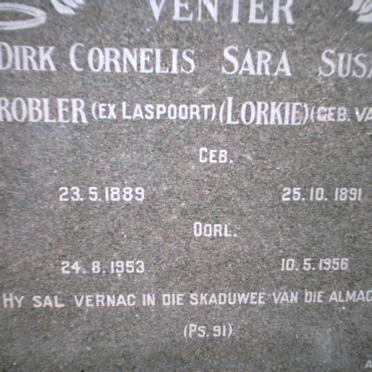 VENTER
DIRK CORNELIS SARA SUSA
ROBLER (EX LASPOORT) (LORKIE) (GEB. VA
GEB.
23.5.1889 25.10.1891
OORL.
24.8.1953 10.5.1956
HY SAL VERNAC IN DIE SKADUWEE VAN DIE ALMAC
(PS. 91)
A